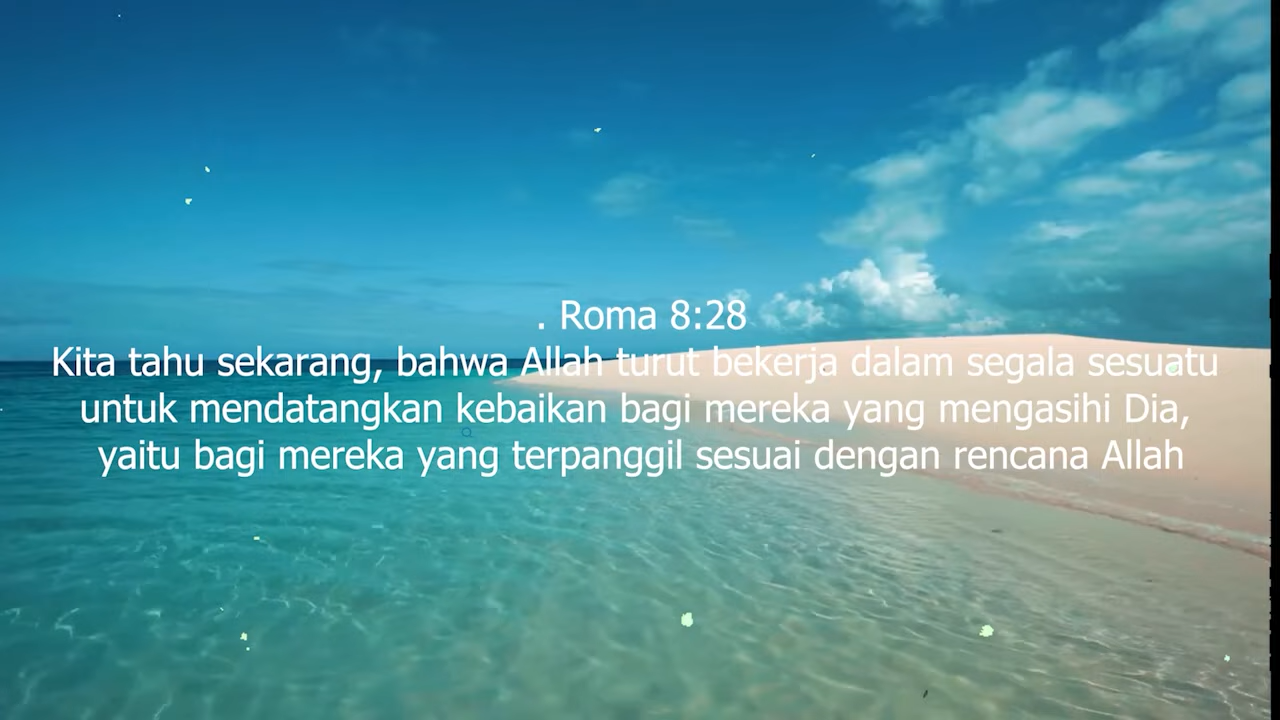 . Roma 8:28
Kita tahu sekarang, bahwa Allah turut bekerja dalam segala sesuatu
untuk mendatangkan kebaikan bagi mereka yang mengasihi Dia,
yaitu bagi mereka yang terpanggil sesuai dengan rencana Allah